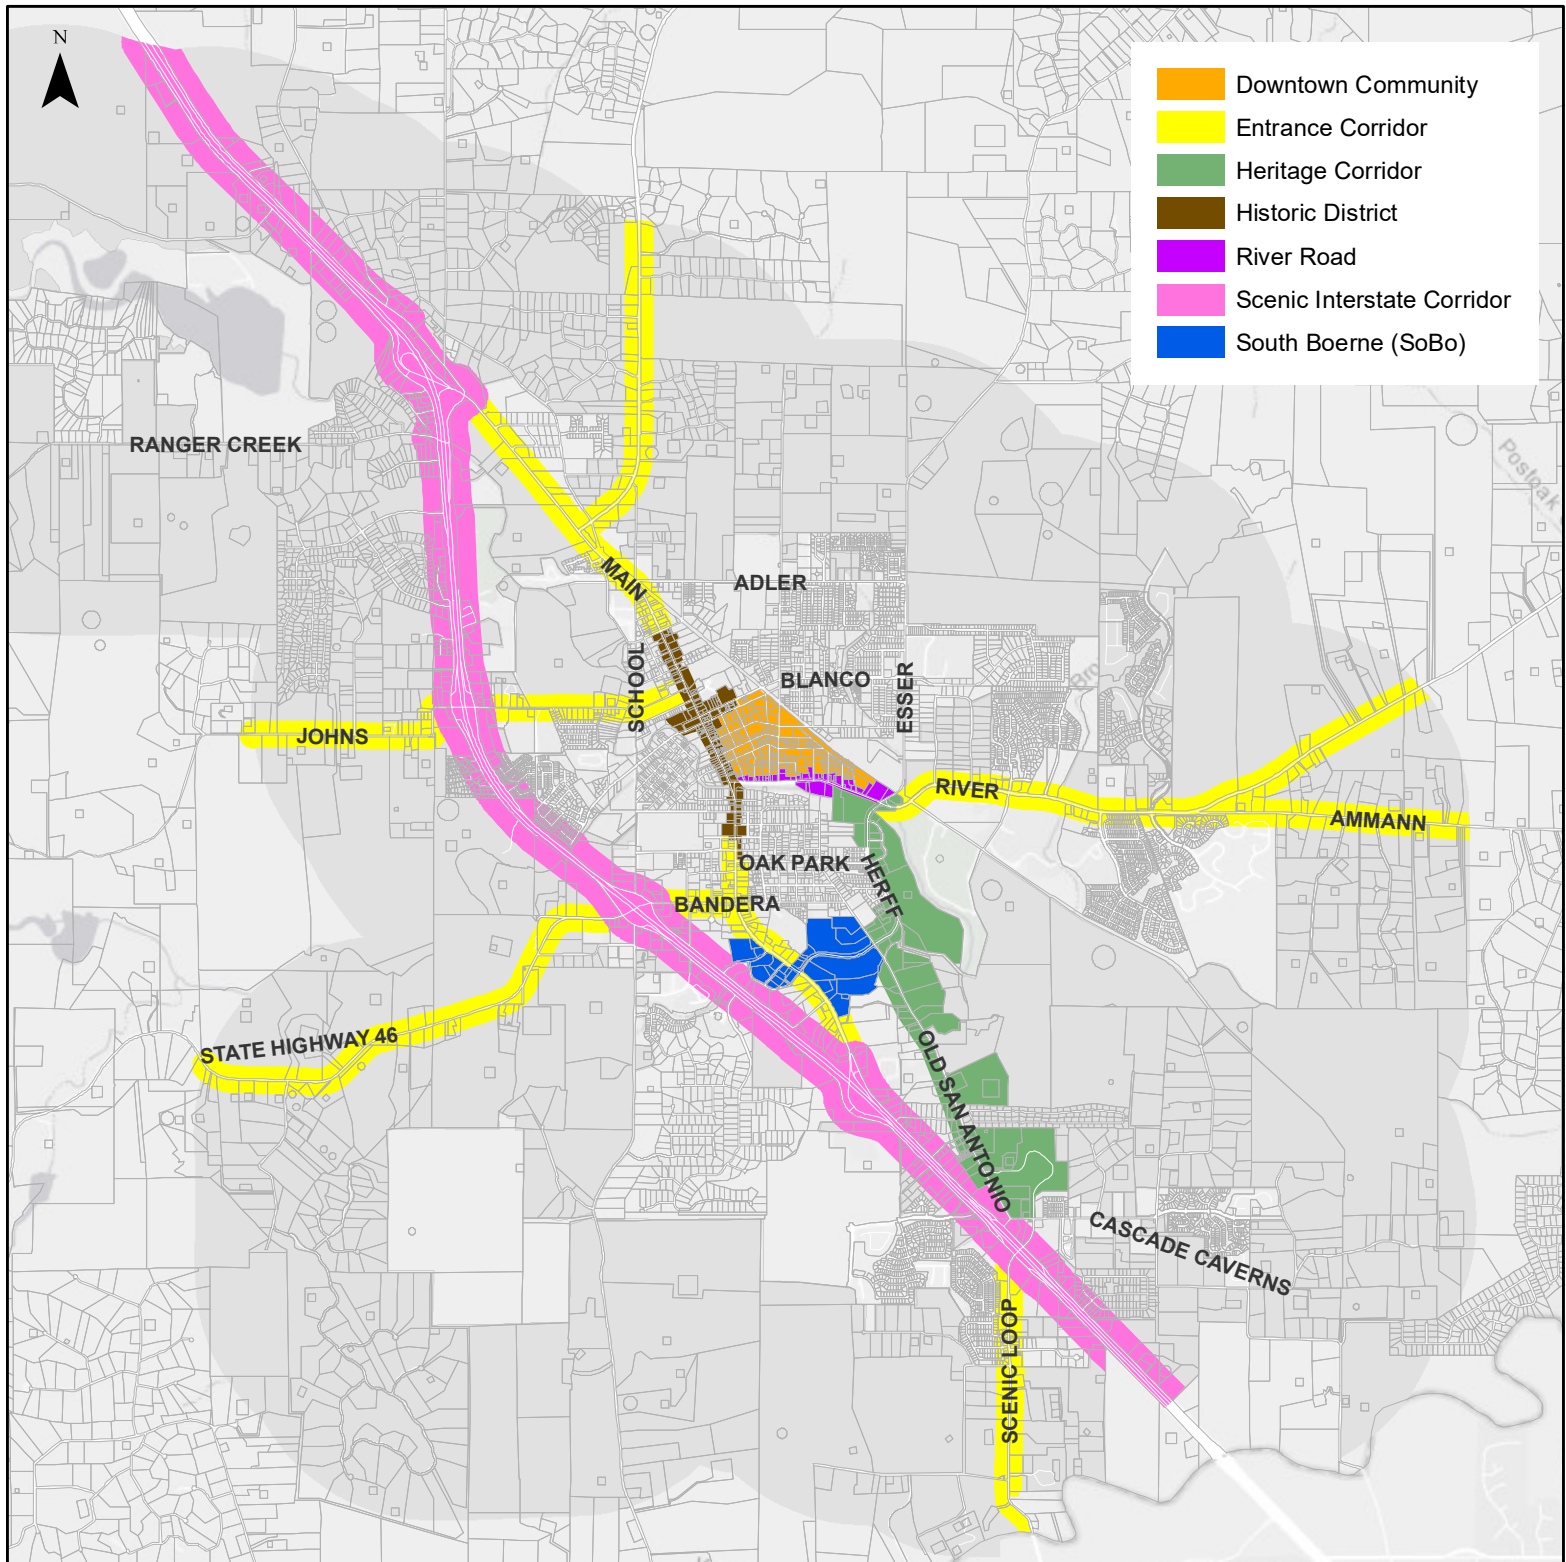 N
Downtown Community
Entrance Corridor
Heritage Corridor
Historic District
River Road
Scenic Interstate Corridor
South Boerne (SoBo)
RANGER CREEK
Postoak
MAIN
ADLER
SCHOOL
BLANCO
ESSER
Bro
JOHNS
RIVER
AMMANN
OAK PARK
HERFF
BANDERA
STATE HIGHWAY 46
OLD SAN ANTONIO
CASCADE CAVERNS
SCENIC LOOP